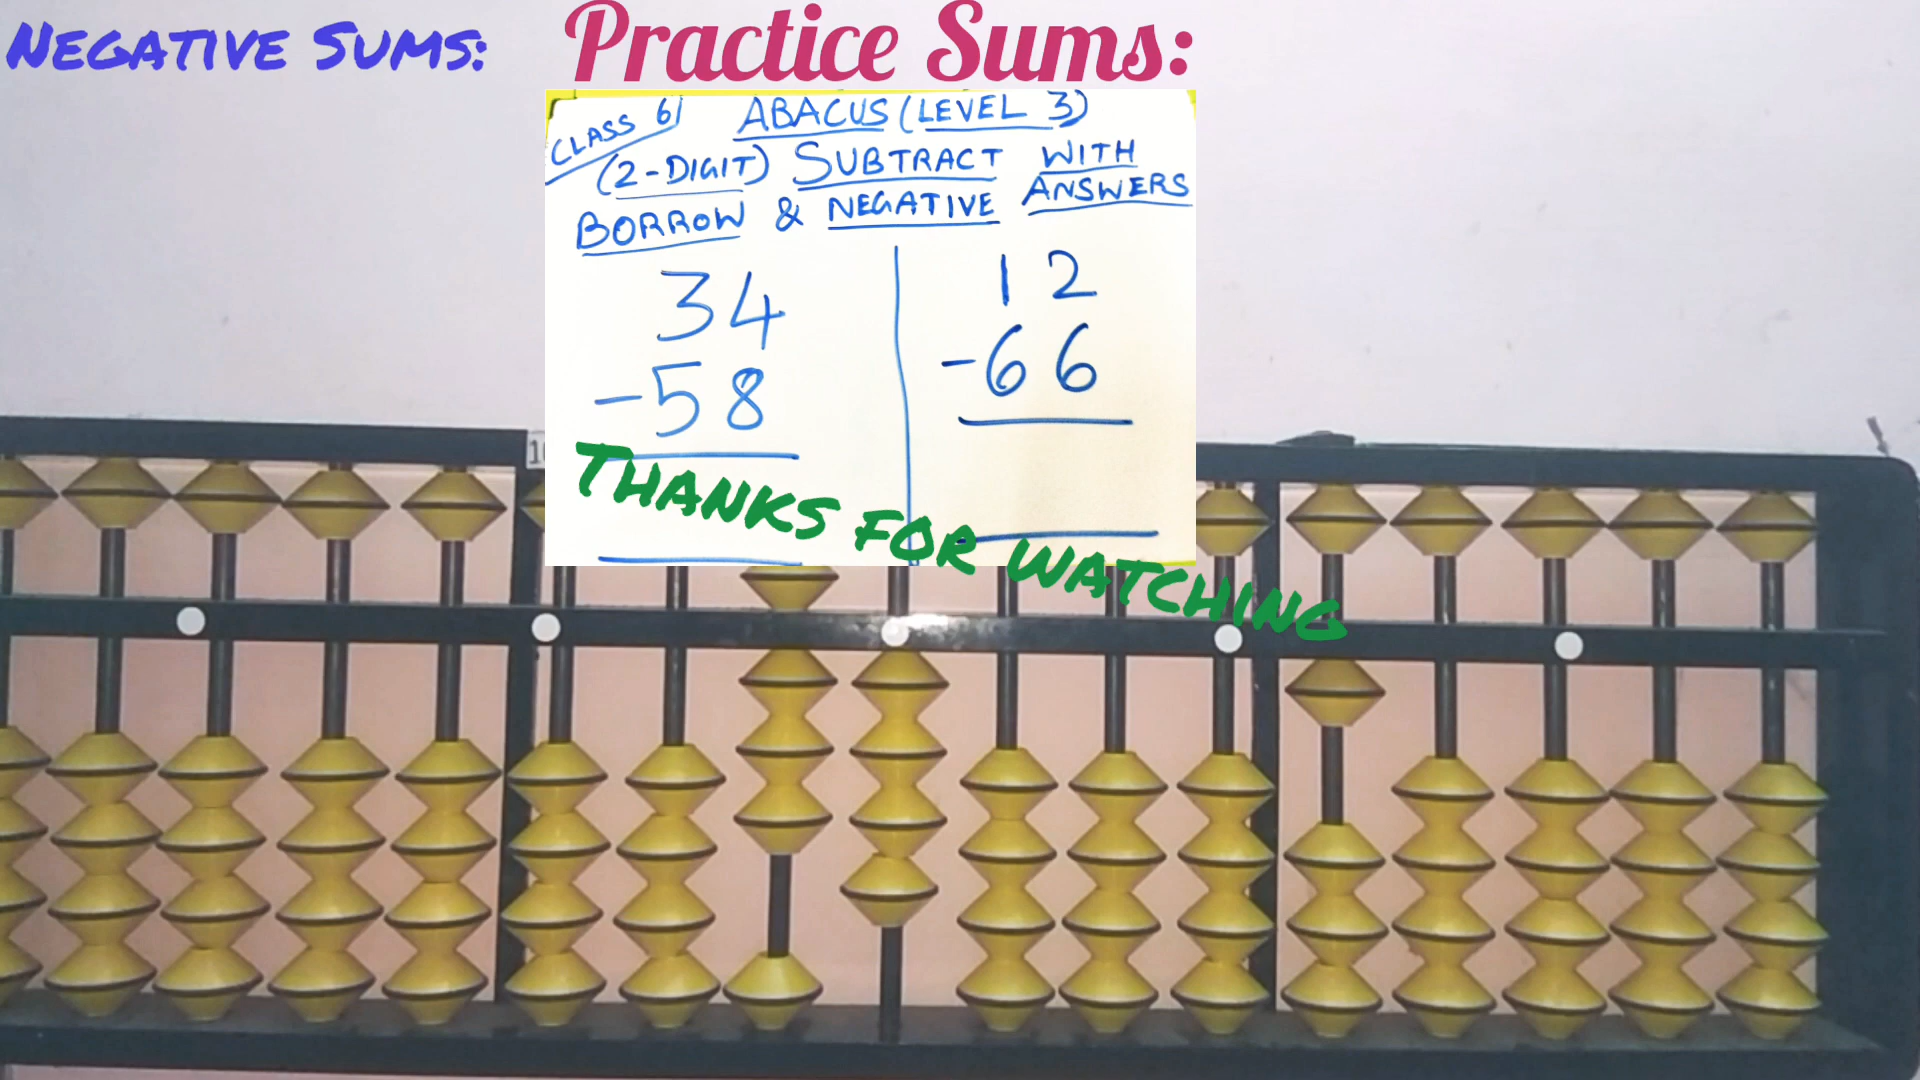 NEGATIVE SUMS:
Practice Sums:
CLASS 6
ABACUS (LEVEL 3)
(2-DIGIT) SUBTRACT WITH
BORROW & NEGATIVE ANSWERS
34
-58
12
-66
THANKS FOR WATCHING